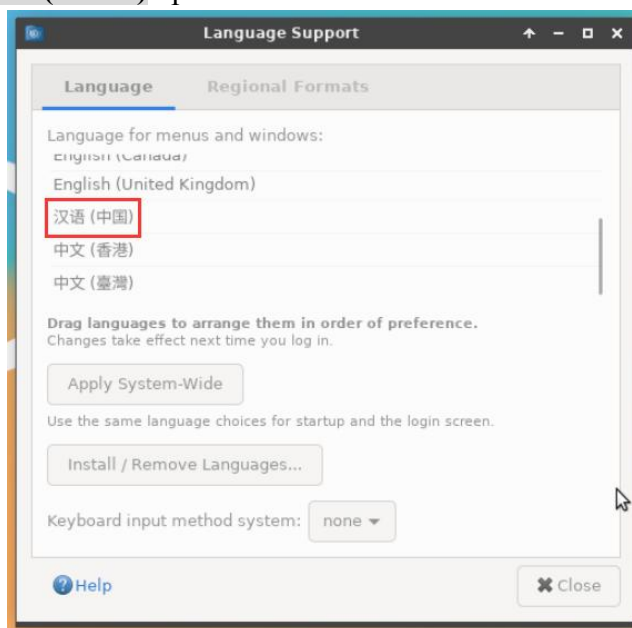 Language Support
Language Regional Formats
Language for menus and windows:
English (Canada)
English (United Kingdom)
汉语 (中国)
中文 (香港)
中文 (臺灣)
Drag languages to arrange them in order of preference.
Changes take effect next time you log in.
Apply System-Wide
Use the same language choices for startup and the login screen.
Install / Remove Languages...
Keyboard input method system: none
Help Close